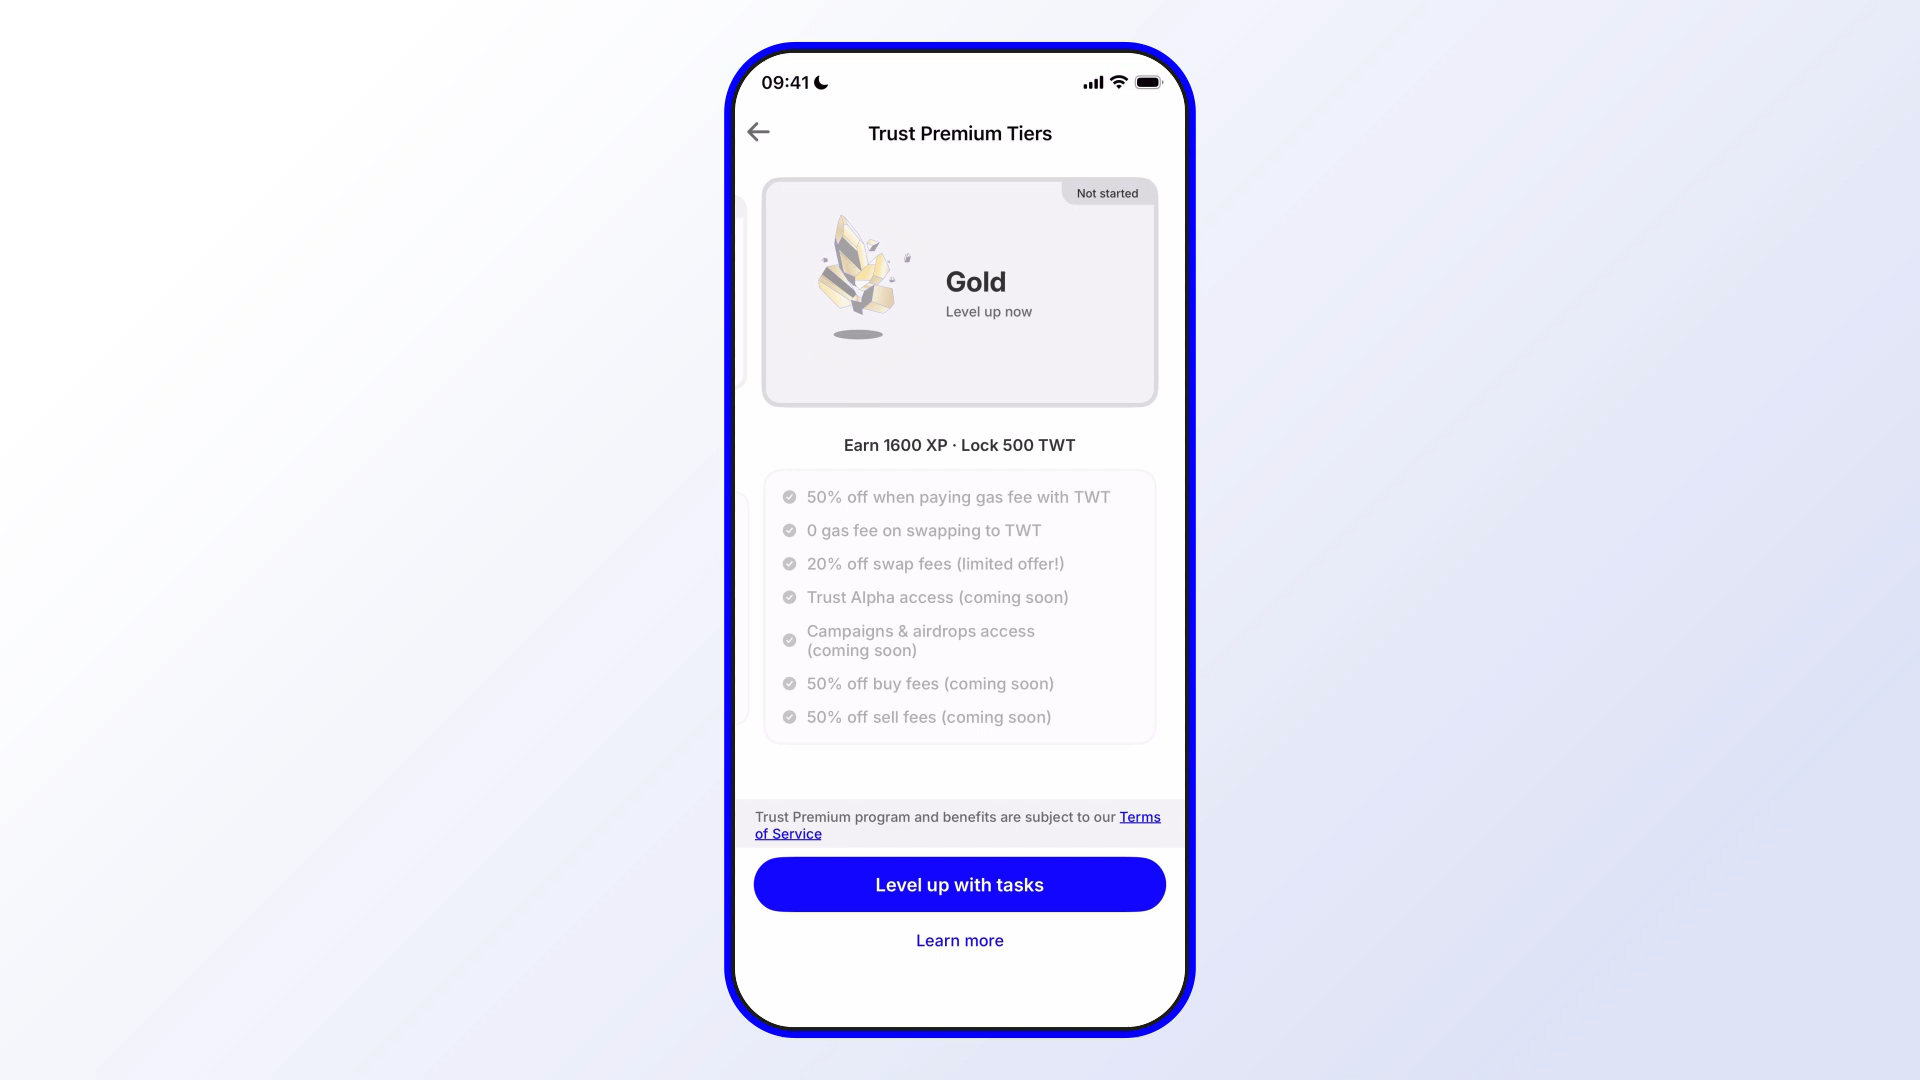 09:41
Trust Premium Tiers
Not started
Gold
Level up now
Earn 1600 XP · Lock 500 TWT
50% off when paying gas fee with TWT
0 gas fee on swapping to TWT
20% off swap fees (limited offer!)
Trust Alpha access (coming soon)
Campaigns & airdrops access
(coming soon)
50% off buy fees (coming soon)
50% off sell fees (coming soon)
Trust Premium program and benefits are subject to our Terms
of Service
Level up with tasks
Learn more